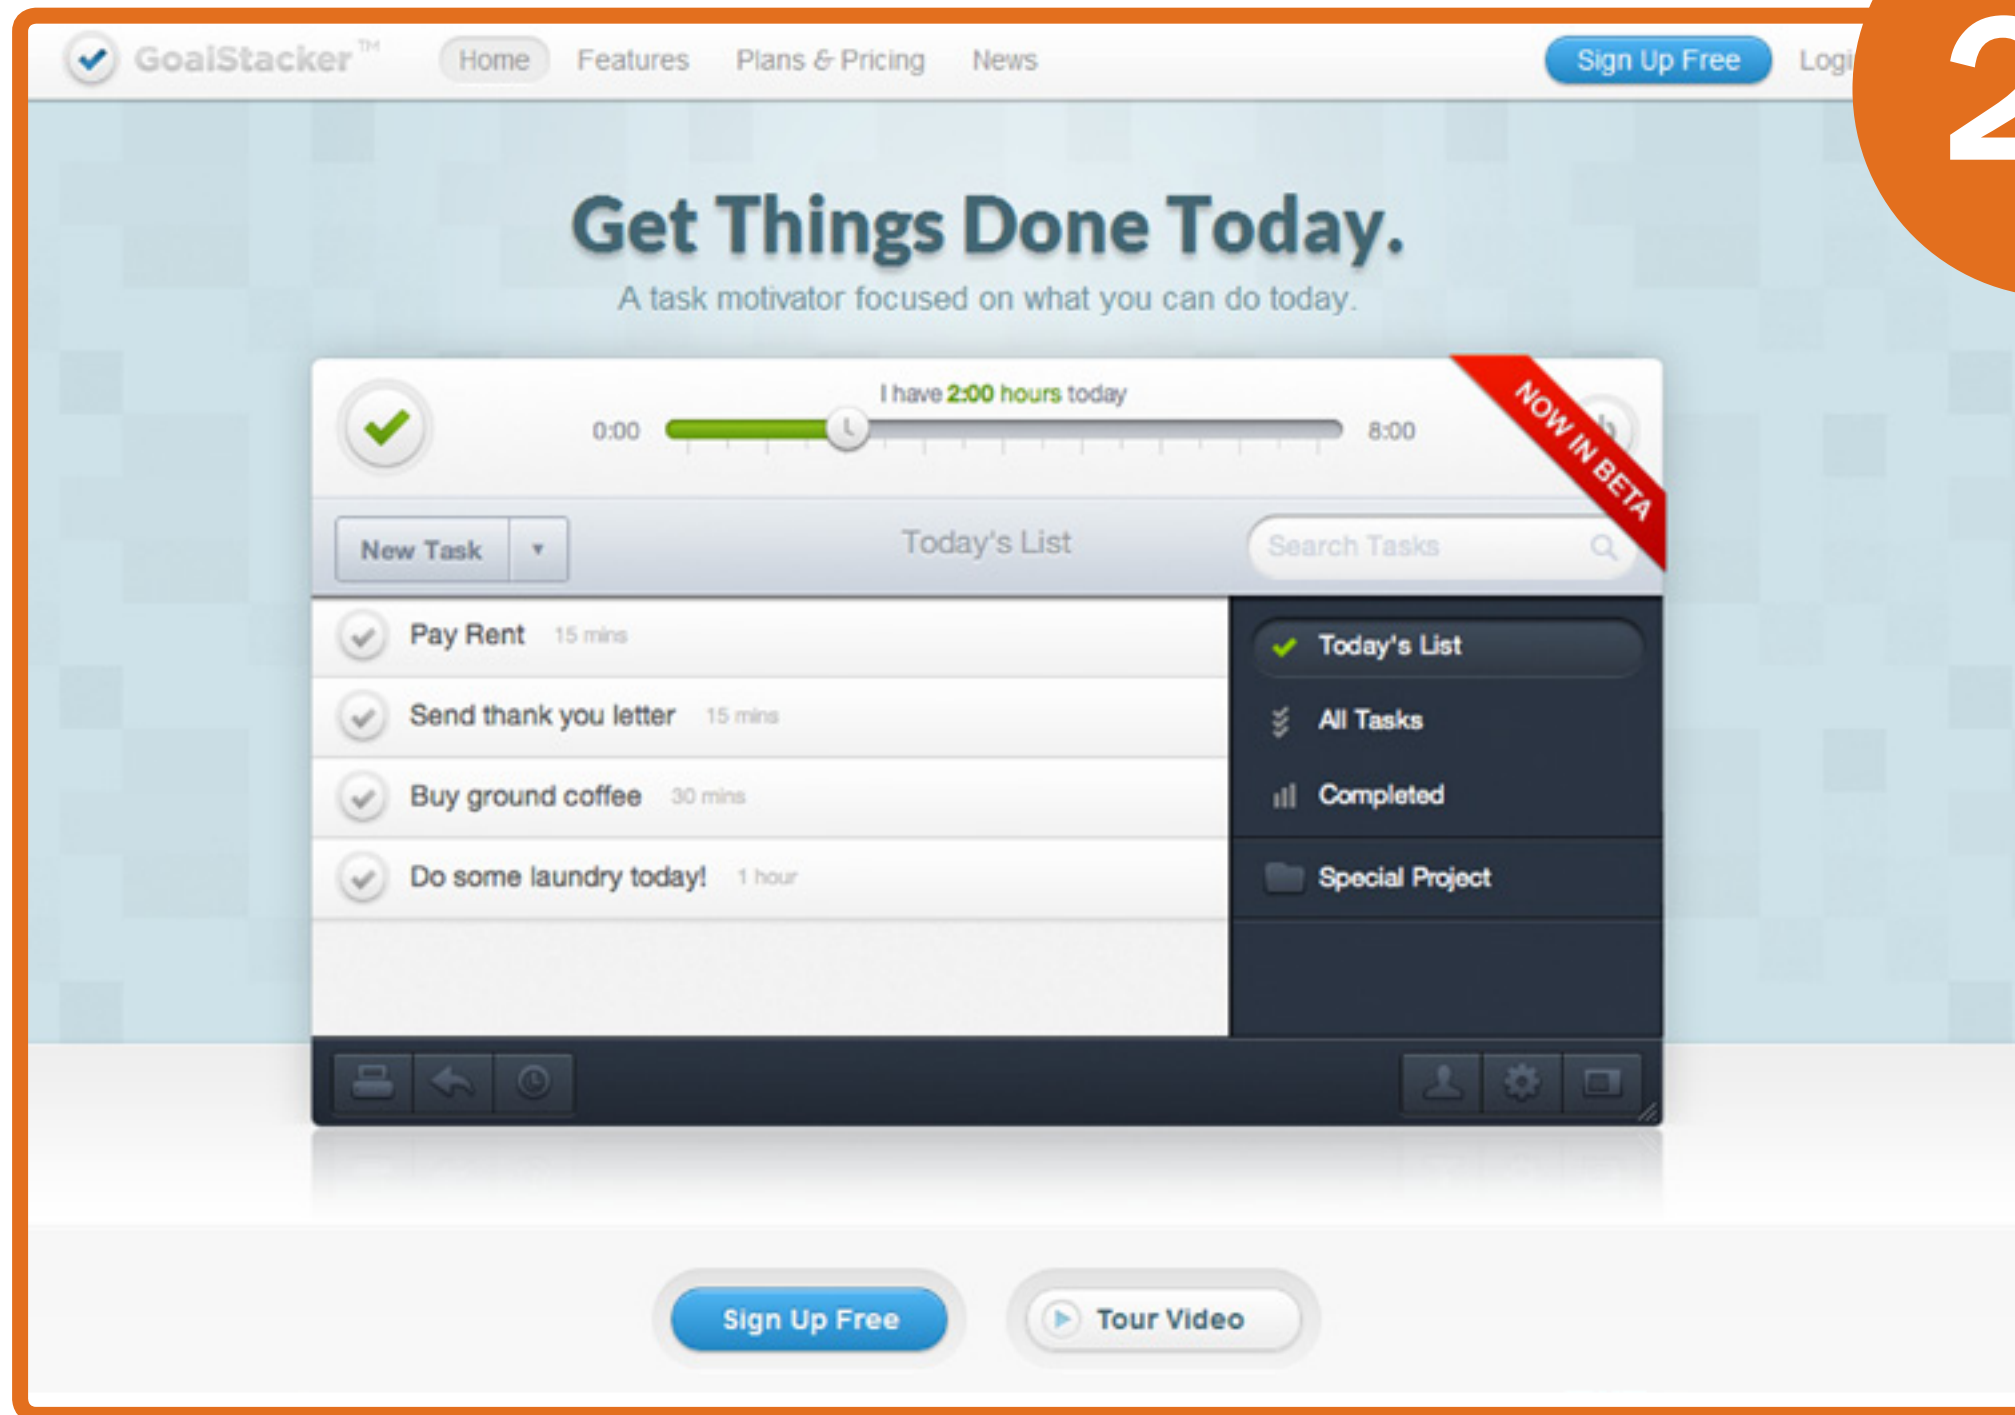 GoalStacker™ Home Features Plans & Pricing News Sign Up Free
2
Get Things Done Today.
A task motivator focused on what you can do today.
I have 2:00 hours today
0:00 8:00
NOW IN BETA
New Task Today's List Search Tasks
Pay Rent 15 mins
Send thank you letter 15 mins
Buy ground coffee 30 mins
Do some laundry today! 1 hour
Today's List
All Tasks
Completed
Special Project
Sign Up Free Tour Video